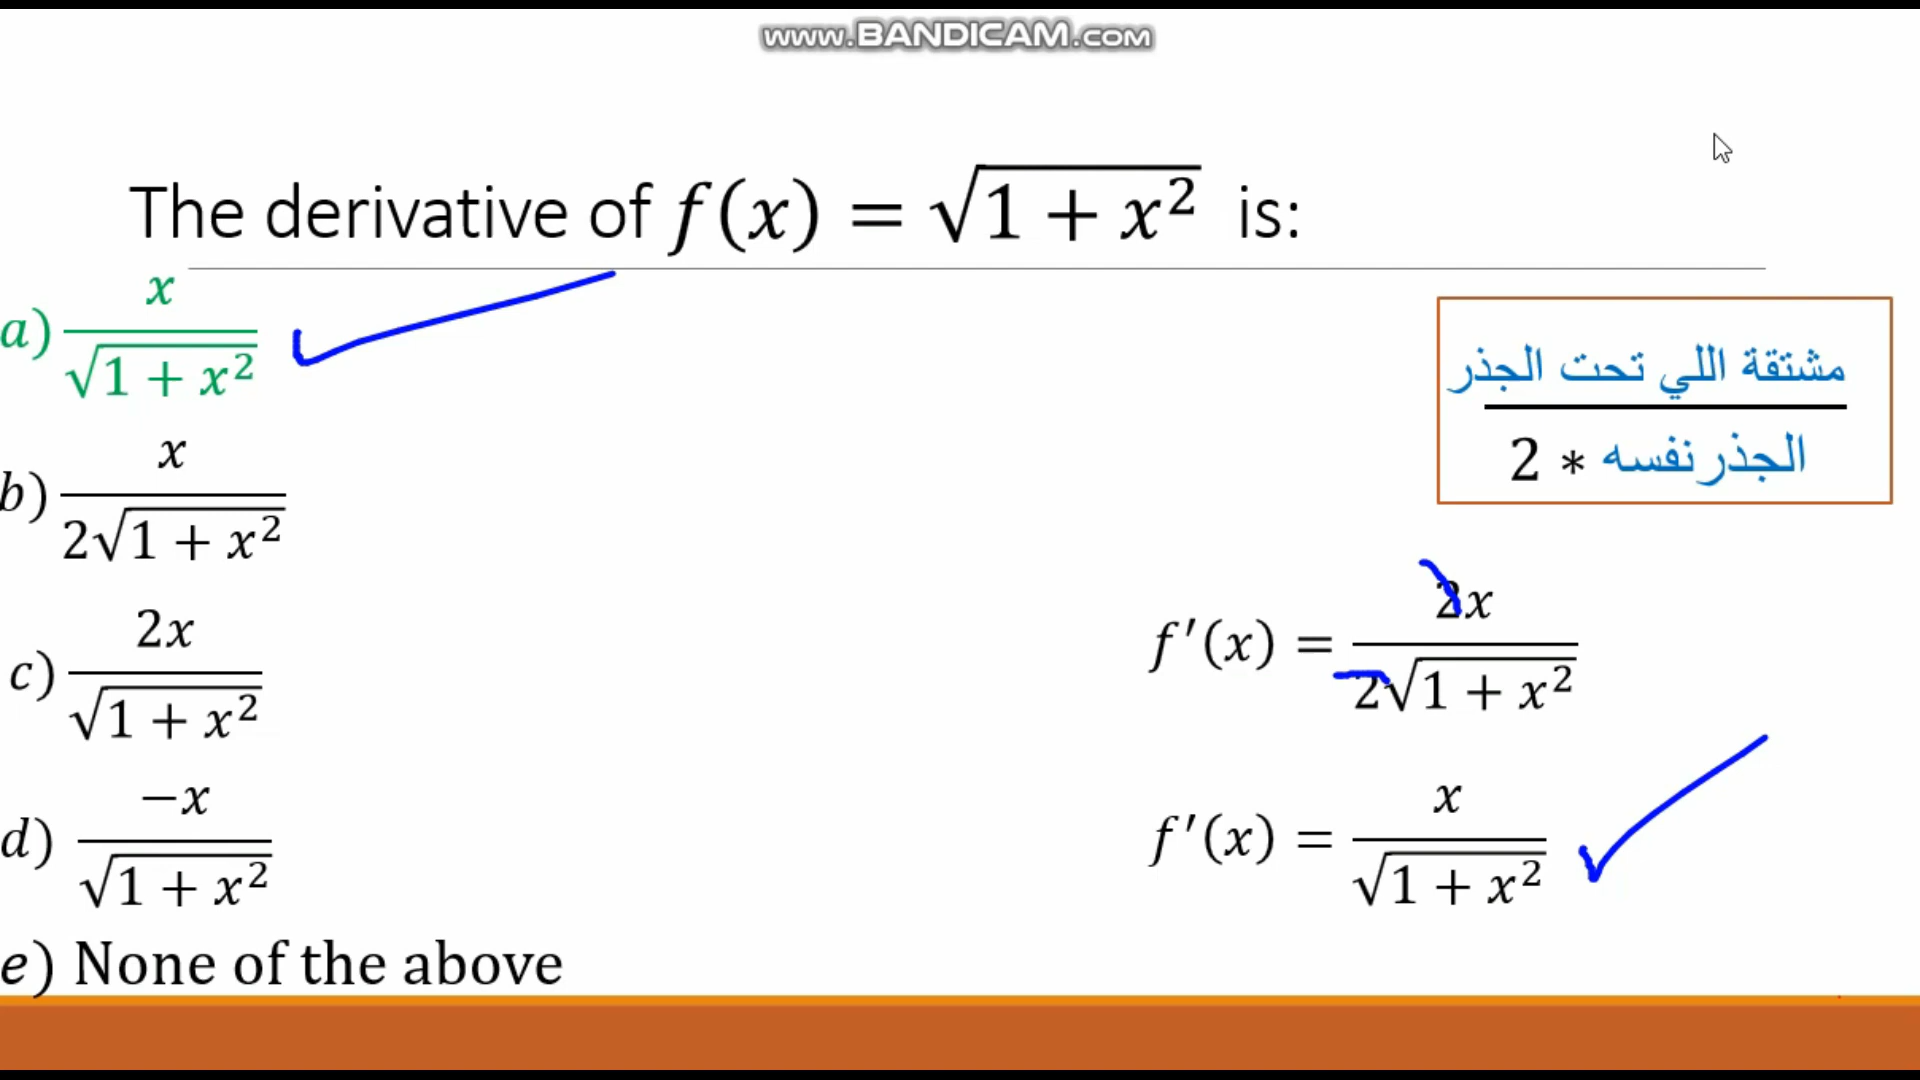 www.BANDICAM.com
The derivative of f(x) = √(1 + x²) is:
a) x/√(1 + x²)
b) x/(2√(1 + x²))
c) 2x/√(1 + x²)
d) −x/√(1 + x²)
e) None of the above
مشتقة اللي تحت الجذر
2 * الجذر نفسه
f′(x) = 2x/(2√(1 + x²))
f′(x) = x/√(1 + x²)